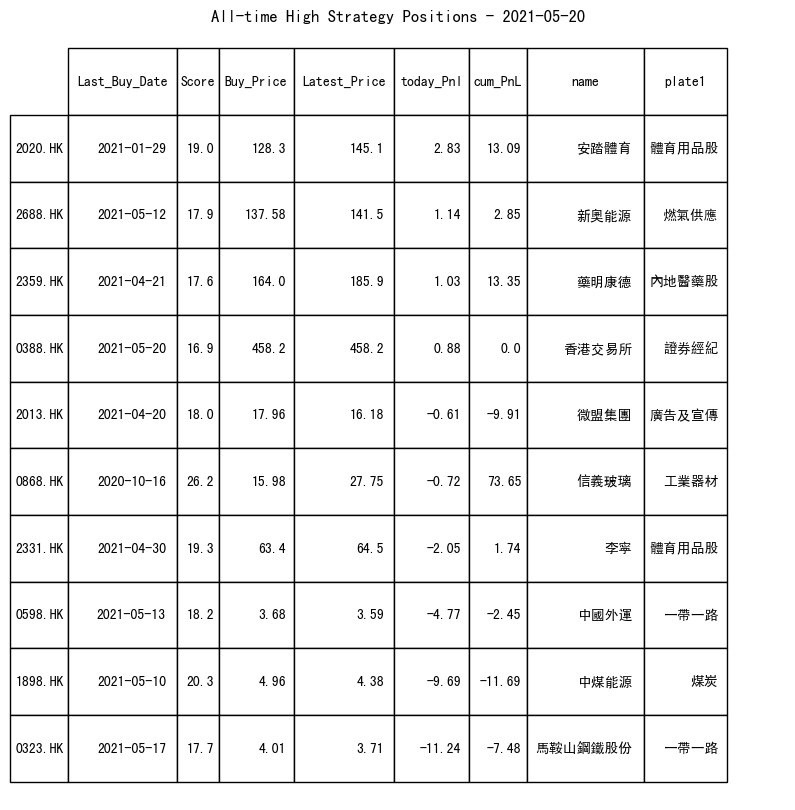 All-time High Strategy Positions - 2021-05-20
Last_Buy_Date Score Buy_Price Latest_Price today_Pnl cum_PnL name plate1
2020.HK 2021-01-29 19.0 128.3 145.1 2.83 13.09 安踏體育 體育用品股
2688.HK 2021-05-12 17.9 137.58 141.5 1.14 2.85 新奧能源 燃氣供應
2359.HK 2021-04-21 17.6 164.0 185.9 1.03 13.35 藥明康德 內地醫藥股
0388.HK 2021-05-20 16.9 458.2 458.2 0.88 0.0 香港交易所 證券經紀
2013.HK 2021-04-20 18.0 17.96 16.18 -0.61 -9.91 微盟集團 廣告及宣傳
0868.HK 2020-10-16 26.2 15.98 27.75 -0.72 73.65 信義玻璃 工業器材
2331.HK 2021-04-30 19.3 63.4 64.5 -2.05 1.74 李寧 體育用品股
0598.HK 2021-05-13 18.2 3.68 3.59 -4.77 -2.45 中國外運 一帶一路
1898.HK 2021-05-10 20.3 4.96 4.38 -9.69 -11.69 中煤能源 煤炭
0323.HK 2021-05-17 17.7 4.01 3.71 -11.24 -7.48 馬鞍山鋼鐵股份 一帶一路